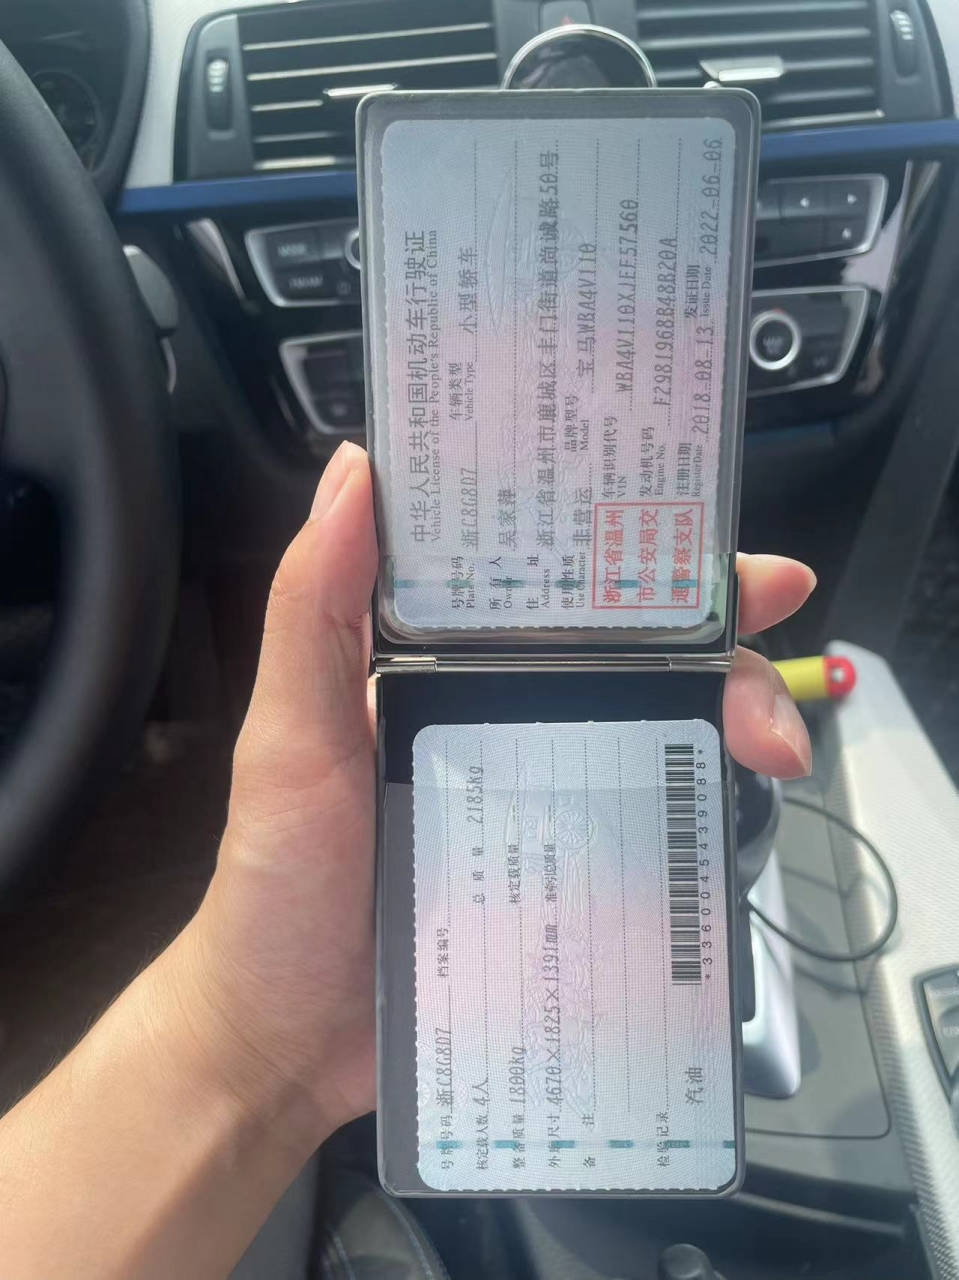 中华人民共和国机动车行驶证
Vehicle License of the People's Republic of China
号牌号码 浙C8G8D7 车辆类型 小型轿车
Plate No. Vehicle Type
所有人 吴家
Owner
住址 浙江省温州市鹿城区丰门街道尚诚路50号
Address
使用性质 非营运 品牌型号 宝马WBA4V110
Use Character Model
浙江省温州
市公安局交
通警察支队
车辆识别代号 WBA4V110XJEE57560
VIN
发动机号码 F2981968B48B20A
Engine No.
注册日期 2018-08-13 发证日期 2022-06-06
Register Date Issue Date
号牌号码 浙C8G8D7 档案编号
核定载人数 4人 总质量 2185kg
整备质量 1800kg 核定载质量
外廓尺寸 4670×1825×1391mm 准牵引总质量
备注
检验记录
汽油
*3360045439088*